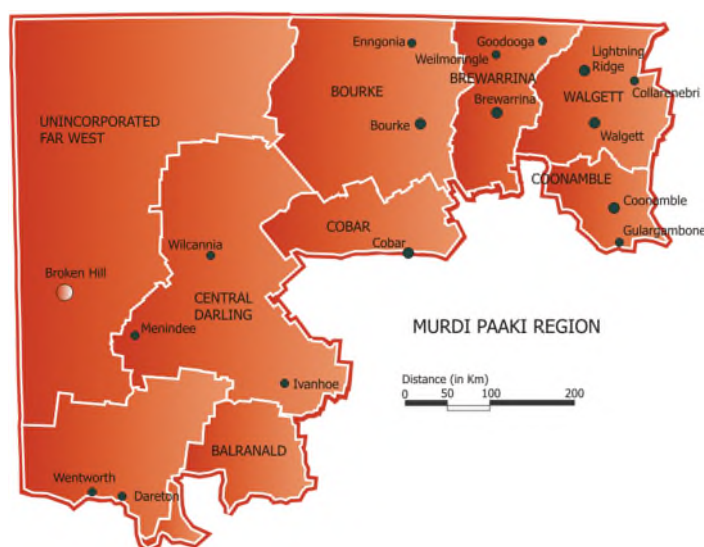 Enngonia
Goodooga
Weilmoringle
Lightning
Ridge
BREWARRINA
Collarenebri
BOURKE
WALGETT
UNINCORPORATED
FAR WEST
Brewarrina
Bourke
Walgett
COONAMBLE
Coonamble
COBAR
Gulargambone
Wilcannia
Cobar
Broken Hill
CENTRAL
DARLING
Menindee
MURDI PAAKI REGION
Ivanhoe
Distance (in Km)
0 50 100 200
BALRANALD
Wentworth
Dareton